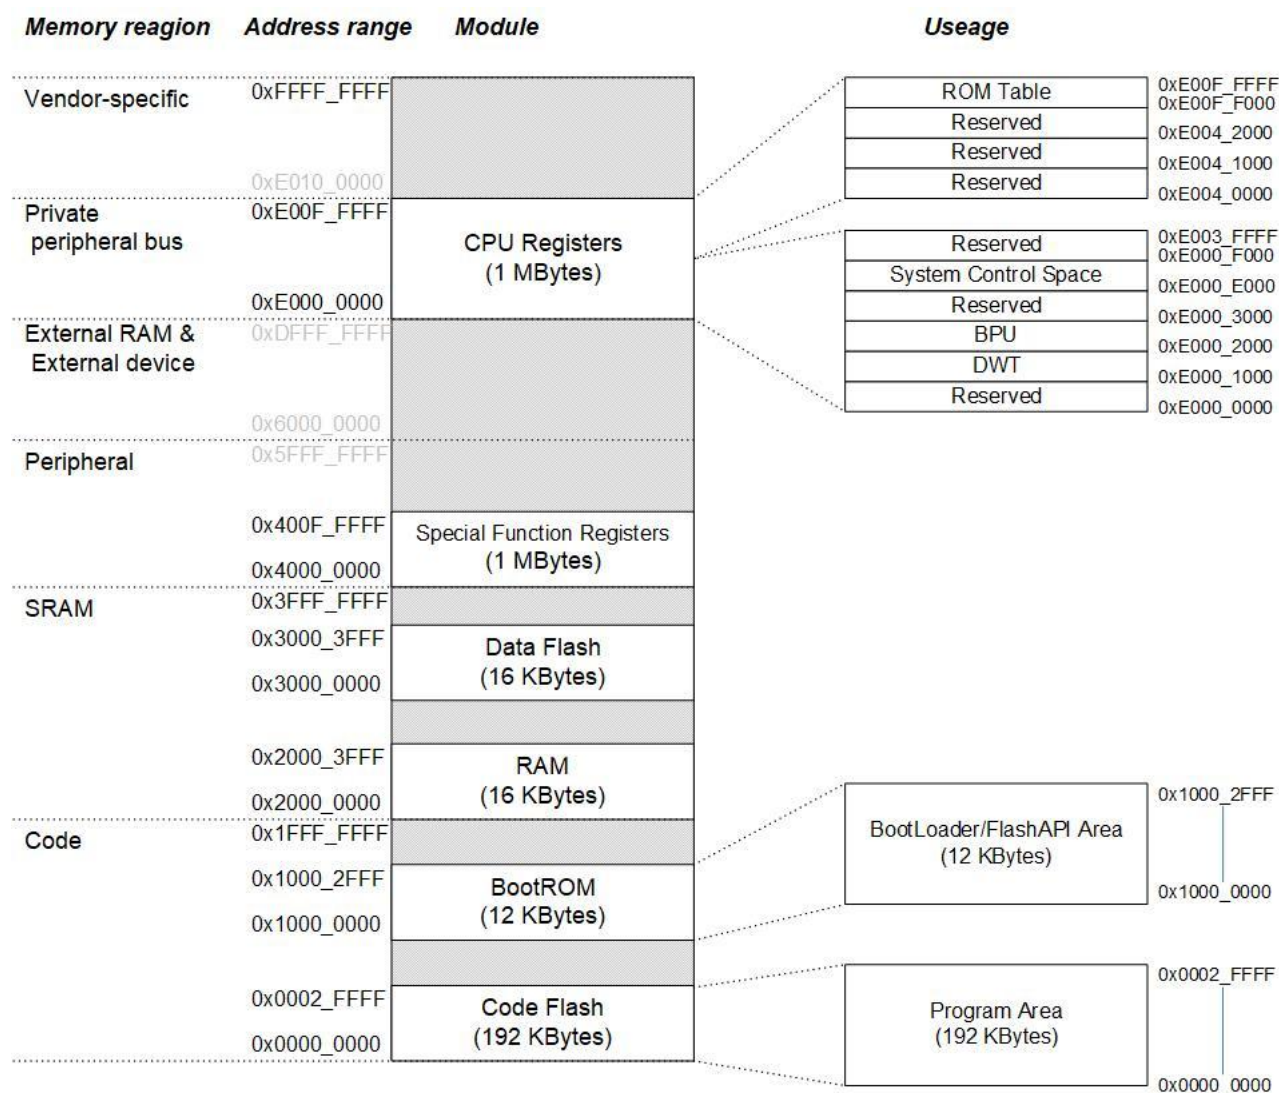 Memory reagion Address range Module Useage
Vendor-specific 0xFFFF_FFFF
0xE010_0000
Private
peripheral bus
0xE00F_FFFF
CPU Registers
(1 MBytes)
0xE000_0000
External RAM &
External device
0xDFFF_FFFF
0x6000_0000
Peripheral
0x5FFF_FFFF
0x400F_FFFF
Special Function Registers
(1 MBytes)
0x4000_0000
SRAM
0x3FFF_FFFF
0x3000_3FFF
Data Flash
(16 KBytes)
0x3000_0000
0x2000_3FFF
RAM
(16 KBytes)
0x2000_0000
Code
0x1FFF_FFFF
0x1000_2FFF
BootROM
(12 KBytes)
0x1000_0000
0x0002_FFFF
Code Flash
(192 KBytes)
0x0000_0000
ROM Table
0xE00F_FFFF
0xE00F_F000
Reserved
0xE004_2000
Reserved
0xE004_1000
Reserved
0xE004_0000
Reserved
0xE003_FFFF
0xE000_F000
System Control Space
0xE000_E000
Reserved
0xE000_3000
BPU
0xE000_2000
DWT
0xE000_1000
Reserved
0xE000_0000
0x1000_2FFF
BootLoader/FlashAPI Area
(12 KBytes)
0x1000_0000
0x0002_FFFF
Program Area
(192 KBytes)
0x0000_0000